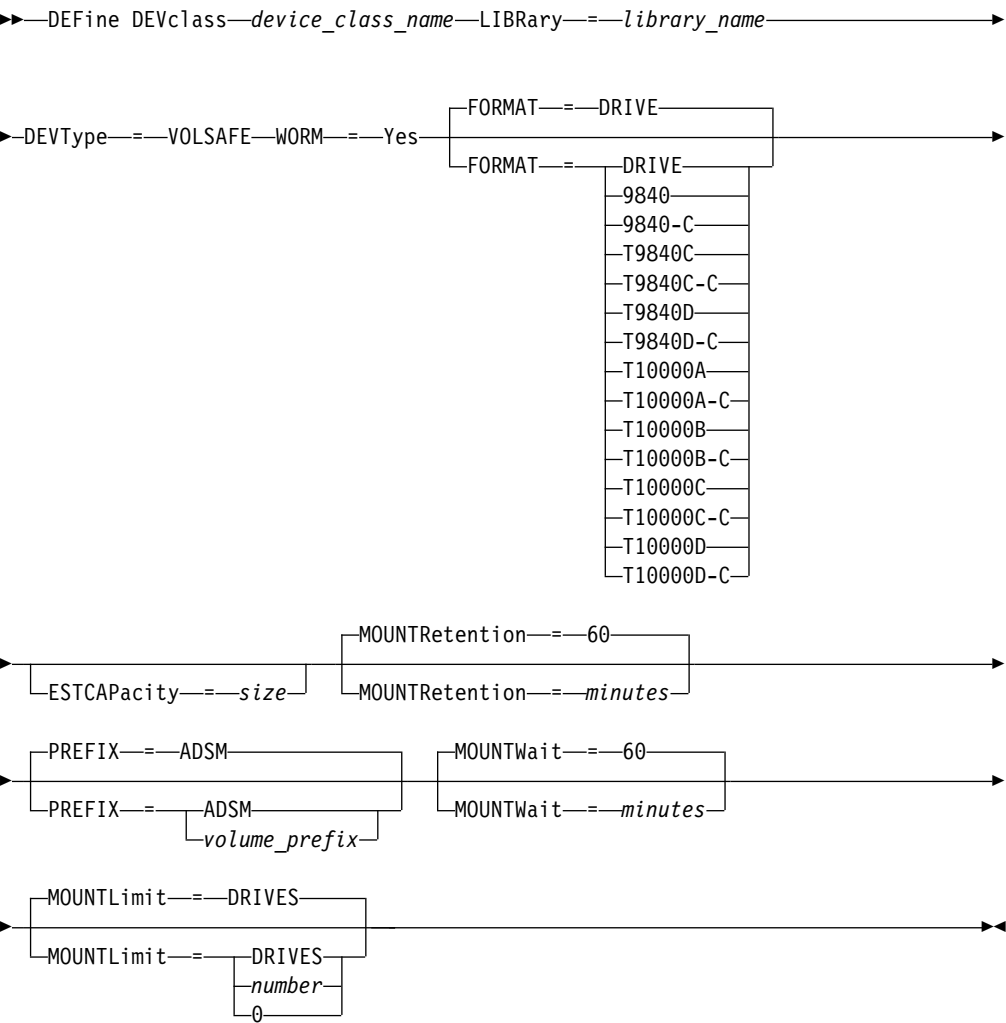 DEFine DEVclass device_class_name LIBRary = library_name
FORMAT = DRIVE
DEVType = VOLSAFE WORM = Yes
FORMAT = DRIVE
9840
9840-C
T9840C
T9840C-C
T9840D
T9840D-C
T10000A
T10000A-C
T10000B
T10000B-C
T10000C
T10000C-C
T10000D
T10000D-C
MOUNTRetention = 60
ESTCAPacity = size MOUNTRetention = minutes
PREFIX = ADSM MOUNTWait = 60
PREFIX = ADSM MOUNTWait = minutes
volume_prefix
MOUNTLimit = DRIVES
MOUNTLimit = DRIVES
number
0